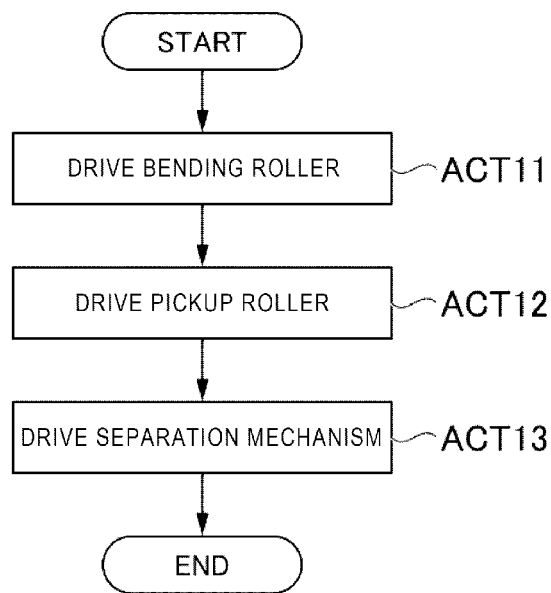 START
DRIVE BENDING ROLLER
ACT11
DRIVE PICKUP ROLLER
ACT12
DRIVE SEPARATION MECHANISM
ACT13
END